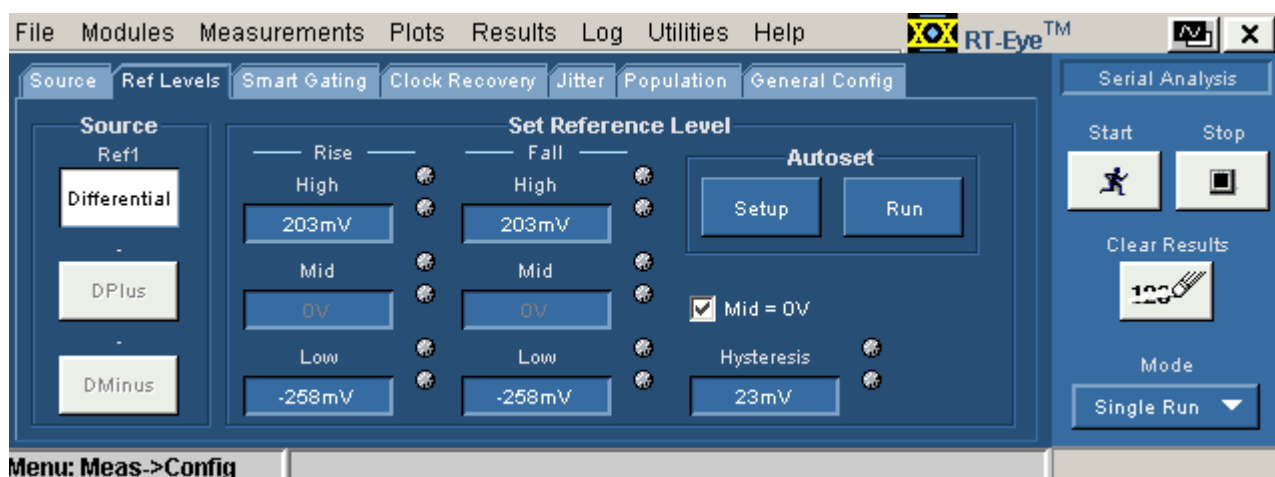 File Modules Measurements Plots Results Log Utilities Help RT-Eye™
Source Ref Levels Smart Gating Clock Recovery Jitter Population General Config
Serial Analysis
Source
Ref1
Differential
-
DPlus
-
DMinus
Set Reference Level
Rise
High
203mV
Mid
0V
Low
-258mV
Fall
High
203mV
Mid
0V
Low
-258mV
Autoset
Setup Run
Mid = 0V
Hysteresis
23mV
Start Stop
Clear Results
123
Mode
Single Run
Menu: Meas->Config